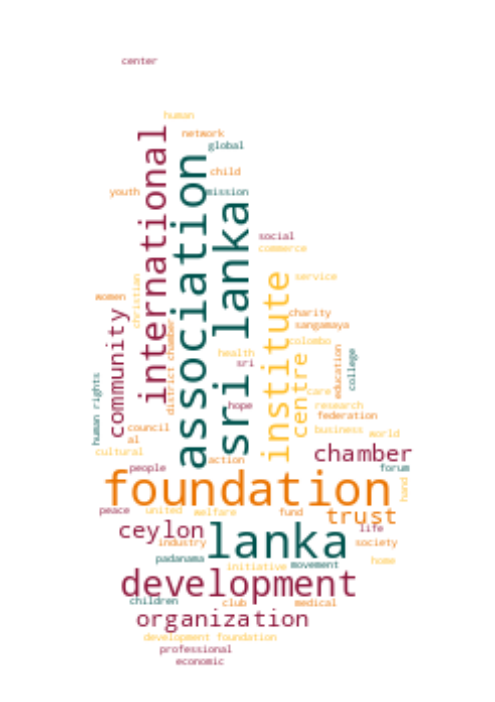 center
human
network
global
child
youth
mission
international
association
sri lanka
social
commerce
service
institute
women
christian
charity
sangamaya
community
district chamber
colombo
health
sri
centre
education
college
human rights
care
hope
research
federation
council
al
business
world
cultural
action
chamber
people
forum
foundation
hand
peace
united
welfare
fund
trust
life
ceylon
lanka
industry
society
padanama
initiative
movement
home
development
children
club
medical
organization
development foundation
professional
economic